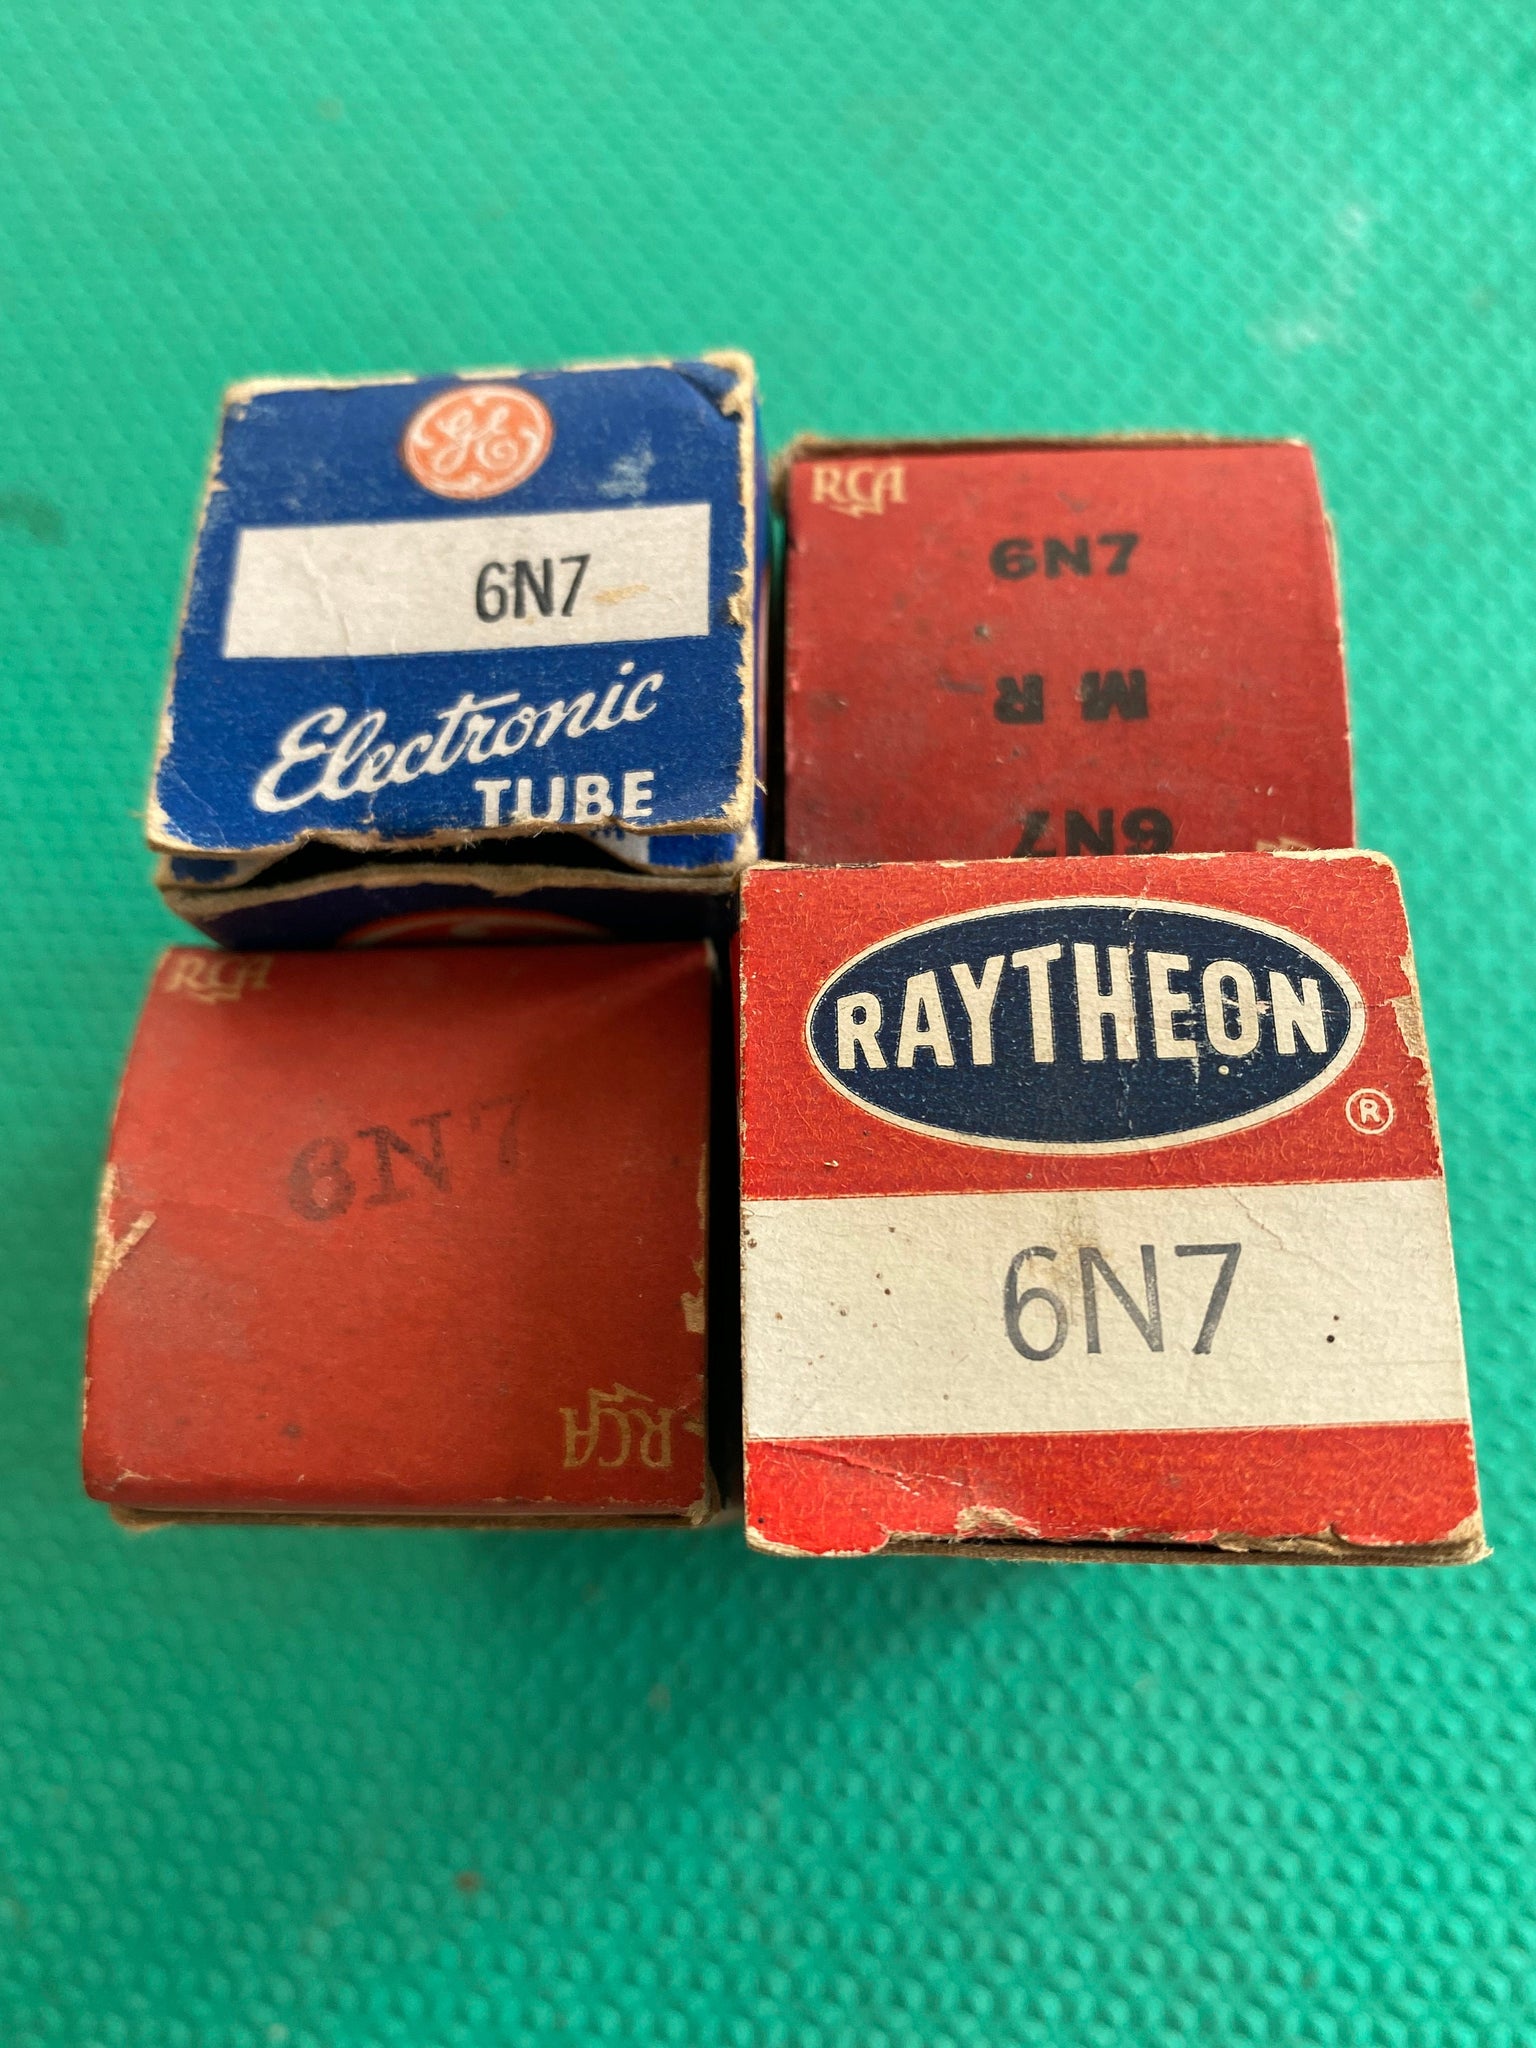 GE
6N7
Electronic
TUBE
RCA
6N7
M R
6N7
RCA
6N7
RCA
RAYTHEON
®
6N7